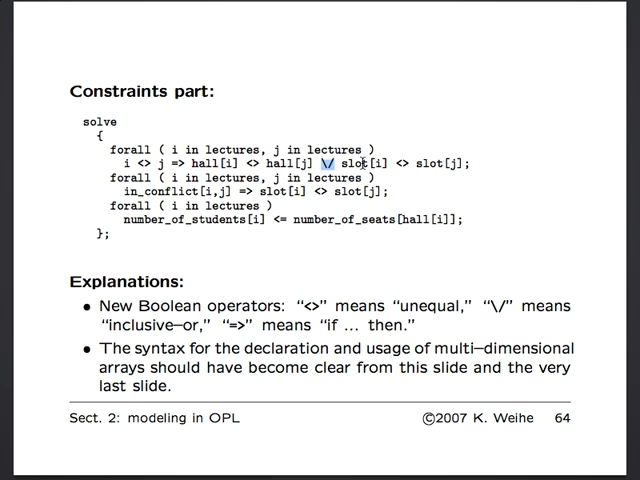 Constraints part:
solve
{
forall ( i in lectures, j in lectures )
i <> j => hall[i] <> hall[j] \/ slot[i] <> slot[j];
forall ( i in lectures, j in lectures )
in_conflict[i,j] => slot[i] <> slot[j];
forall ( i in lectures )
number_of_students[i] <= number_of_seats[hall[i]];
};
Explanations:
• New Boolean operators: “<>” means “unequal,” “\/” means
“inclusive–or,” “=>” means “if ... then.”
• The syntax for the declaration and usage of multi–dimensional
arrays should have become clear from this slide and the very
last slide.
Sect. 2: modeling in OPL ©2007 K. Weihe 64